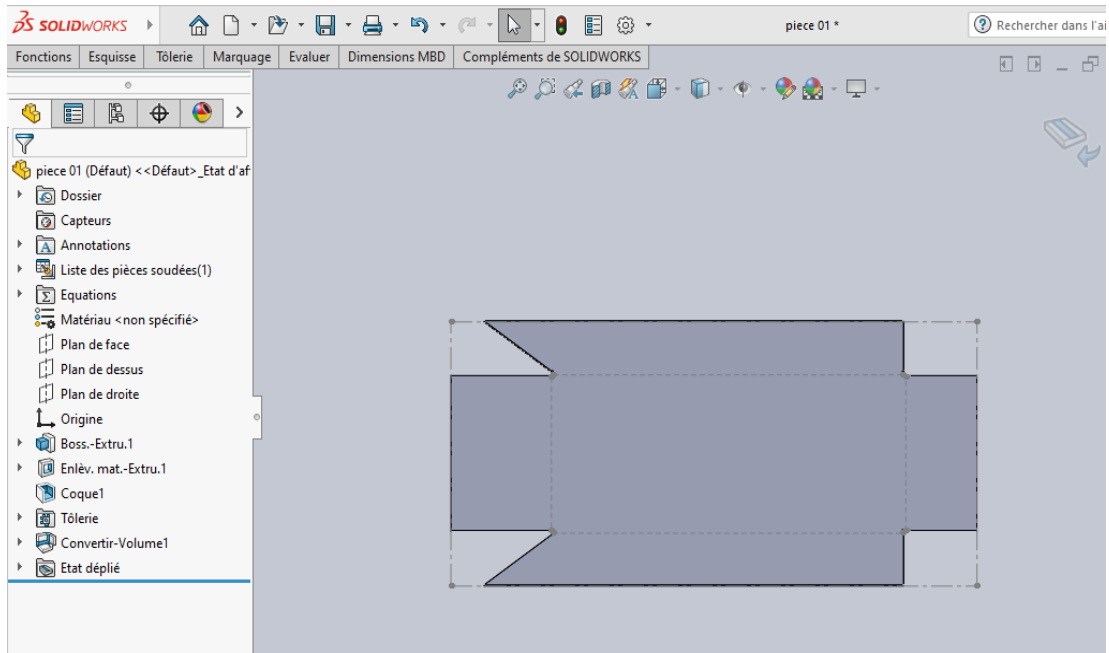 SOLIDWORKS
piece 01 *
Rechercher dans l'ai
Fonctions Esquisse Tôlerie Marquage Evaluer Dimensions MBD Compléments de SOLIDWORKS
piece 01 (Défaut) <<Défaut>_Etat d'af
Dossier
Capteurs
Annotations
Liste des pièces soudées(1)
Equations
Matériau <non spécifié>
Plan de face
Plan de dessus
Plan de droite
Origine
Boss.-Extru.1
Enlèv. mat.-Extru.1
Coque1
Tôlerie
Convertir-Volume1
Etat déplié